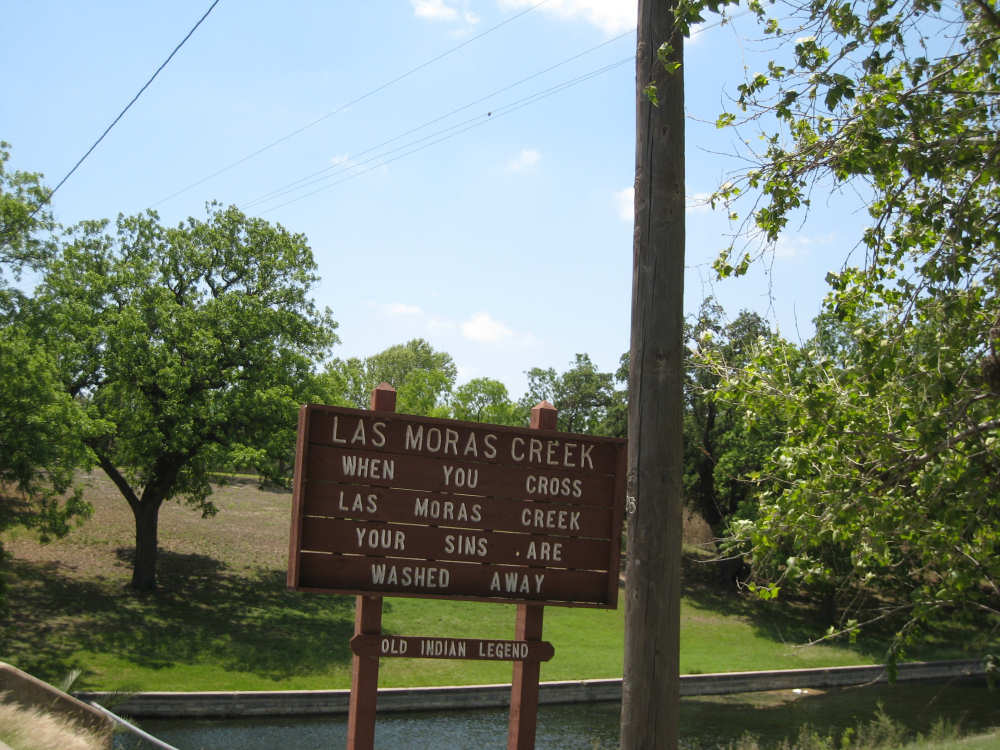 LAS MORAS CREEK
WHEN YOU CROSS
LAS MORAS CREEK
YOUR SINS ARE
WASHED AWAY
OLD INDIAN LEGEND